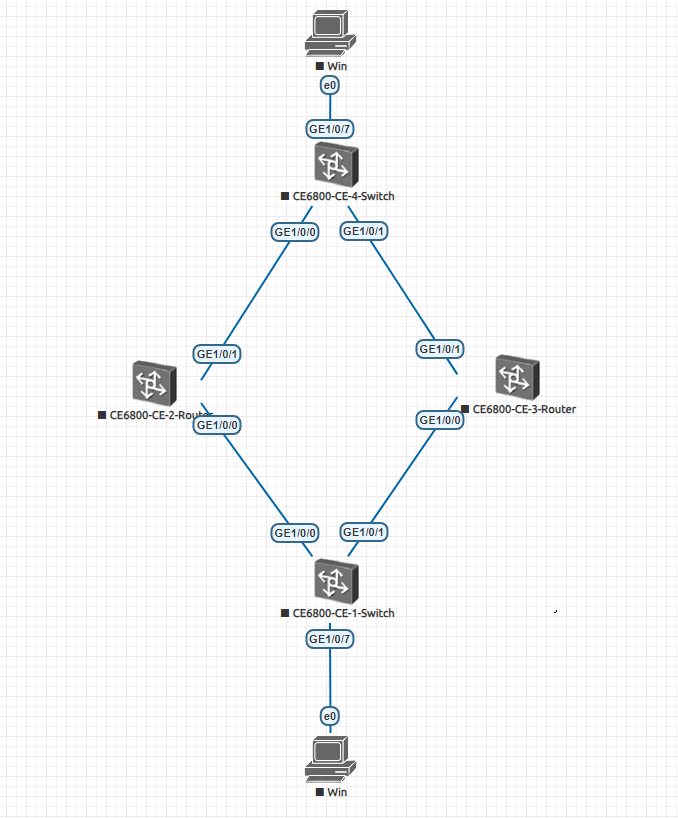 Win
e0
GE1/0/7
CE6800-CE-4-Switch
GE1/0/0
GE1/0/1
GE1/0/1
GE1/0/1
CE6800-CE-2-Router
CE6800-CE-3-Router
GE1/0/0
GE1/0/0
GE1/0/0
GE1/0/1
CE6800-CE-1-Switch
GE1/0/7
e0
Win